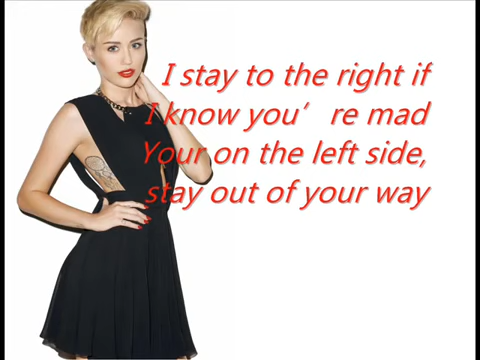 I stay to the right if
I know you're mad
Your on the left side,
stay out of your way